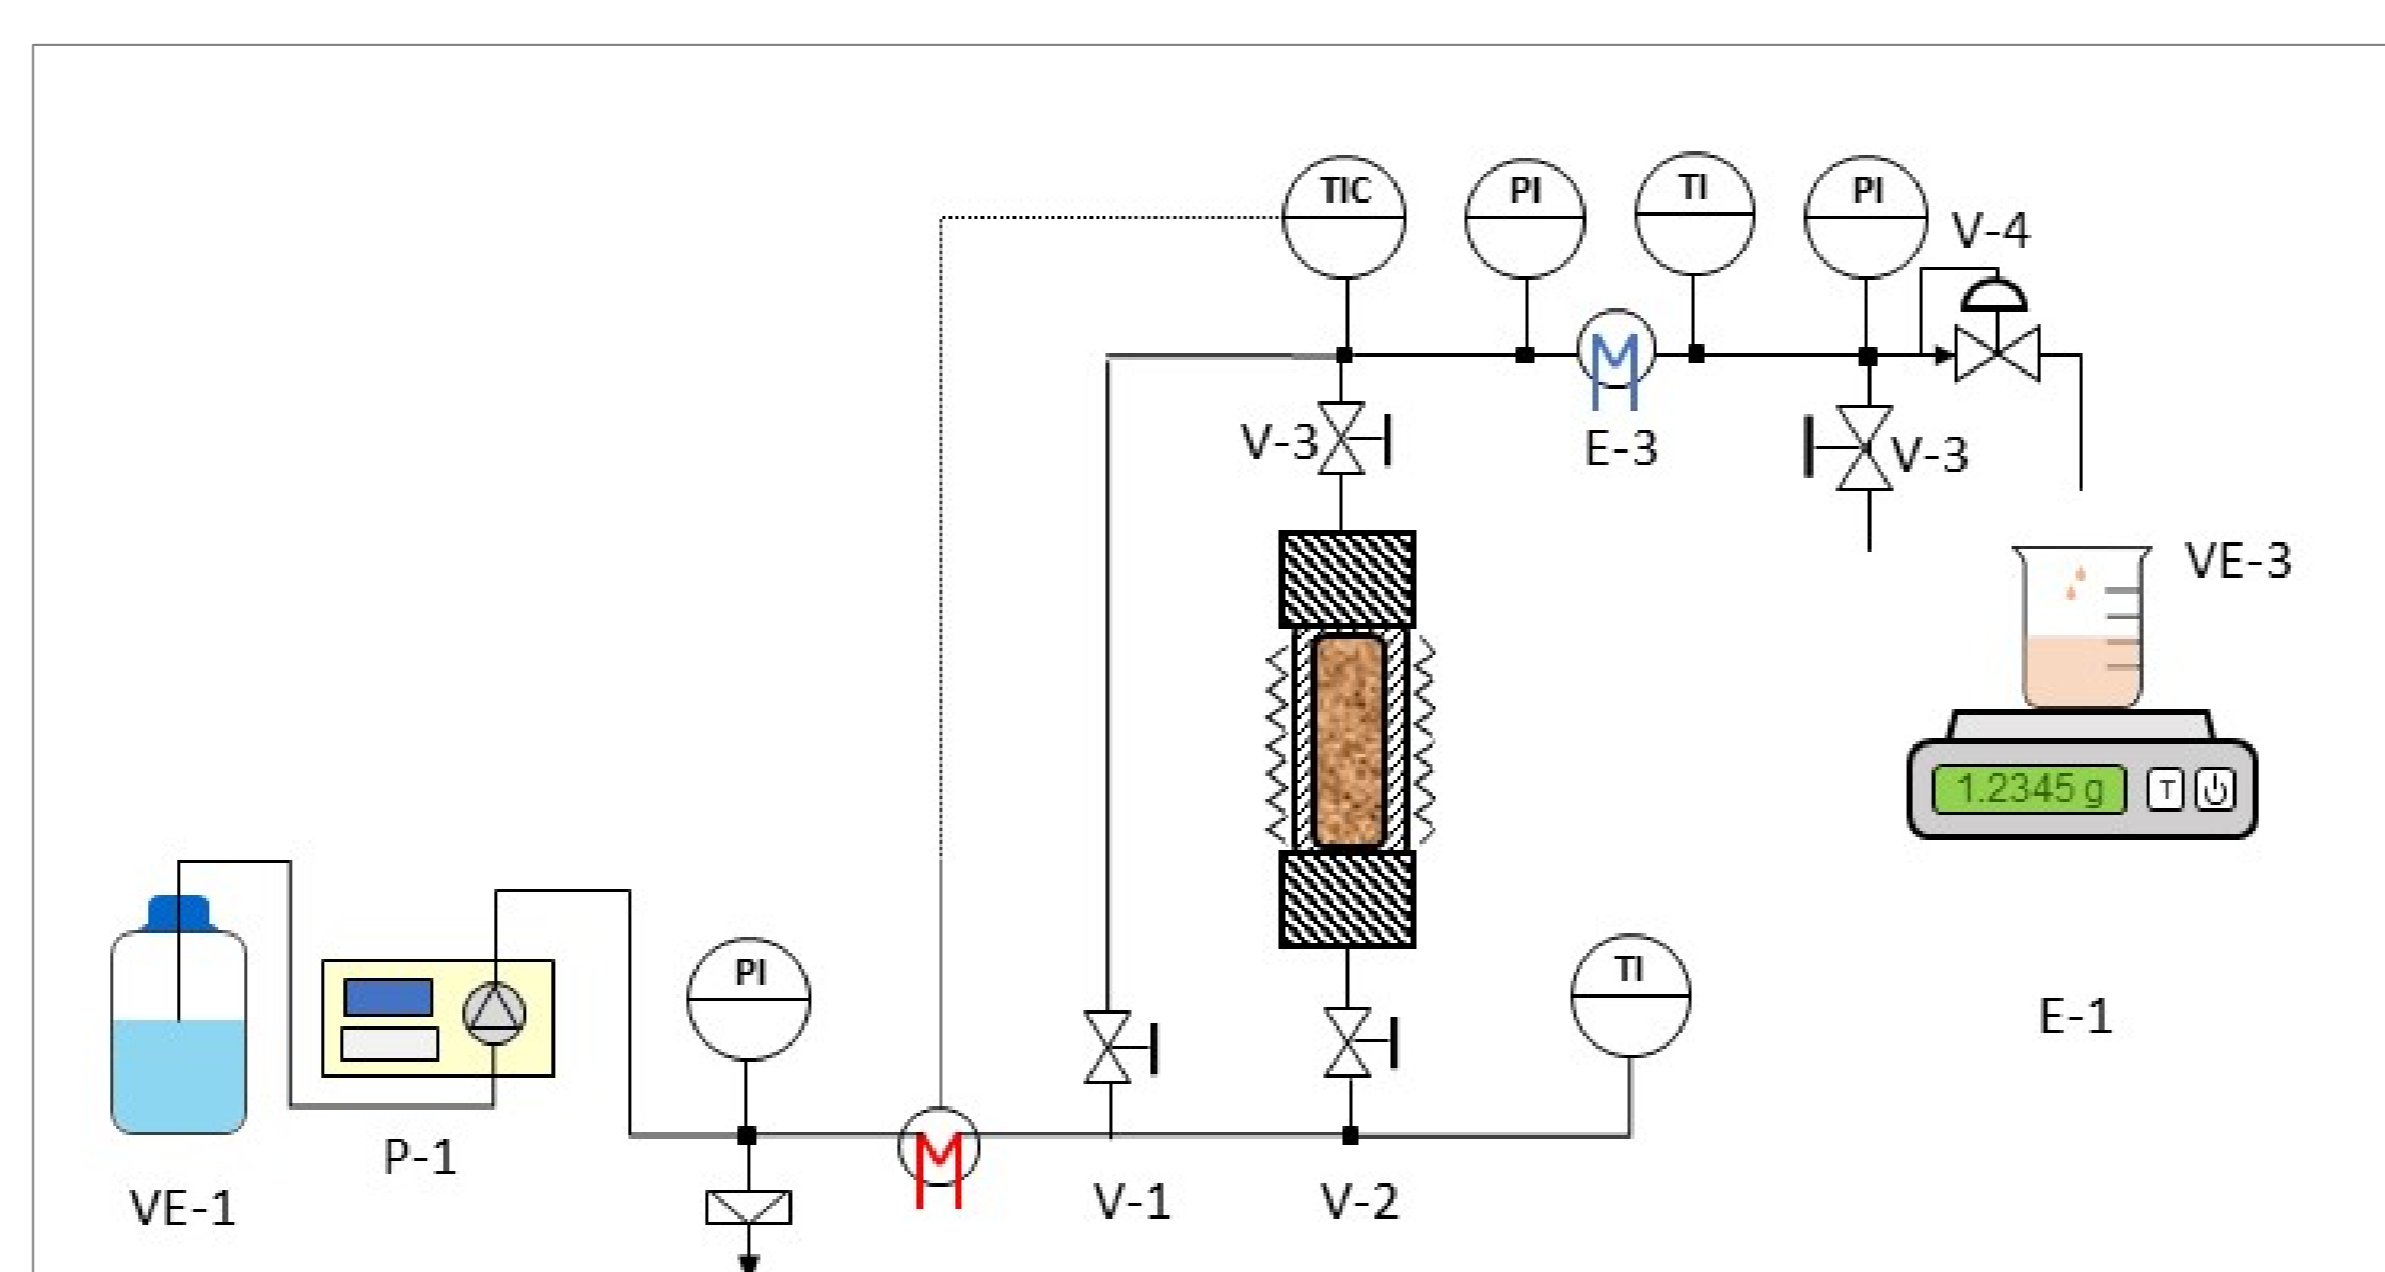 TIC
PI
TI
PI
V-4
V-3
E-3
V-3
VE-3
1.2345 g
T
PI
TI
E-1
P-1
VE-1
V-1
V-2